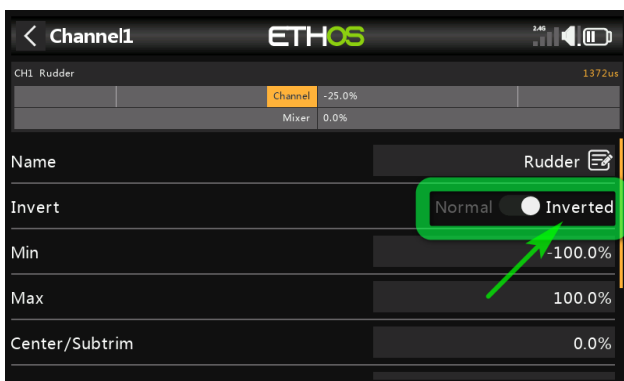 Channel1 ETHOS 2.4G
CH1 Rudder 1372us
Channel -25.0%
Mixer 0.0%
Name Rudder
Invert Normal Inverted
Min -100.0%
Max 100.0%
Center/Subtrim 0.0%